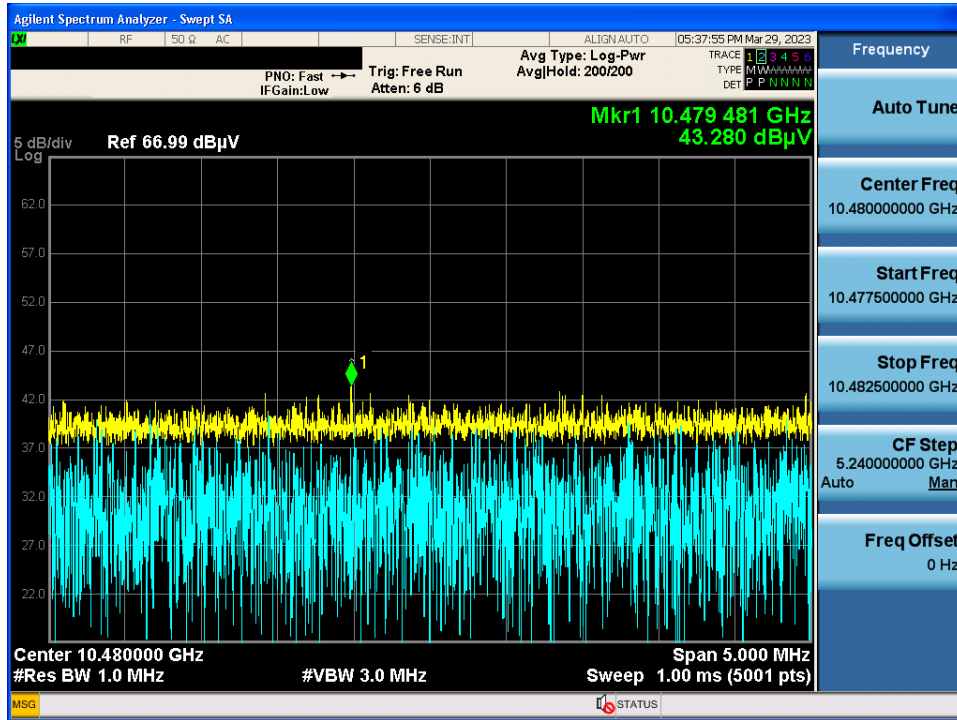 Agilent Spectrum Analyzer - Swept SA
LXI RF 50 Ω AC SENSE:INT ALIGN AUTO 05:37:55 PM Mar 29, 2023
PNO: Fast Trig: Free Run Avg Type: Log-Pwr TRACE 1 2 3 4 5 6
IFGain:Low Atten: 6 dB Avg|Hold: 200/200 TYPE M W W W W W
DET P P N N N N
Mkr1 10.479 481 GHz
43.280 dBµV
5 dB/div Ref 66.99 dBµV
Log
62.0
57.0
52.0
47.0
1
42.0
37.0
32.0
27.0
22.0
Center 10.480000 GHz Span 5.000 MHz
#Res BW 1.0 MHz #VBW 3.0 MHz Sweep 1.00 ms (5001 pts)
MSG STATUS
Frequency
Auto Tune
Center Freq
10.480000000 GHz
Start Freq
10.477500000 GHz
Stop Freq
10.482500000 GHz
CF Step
5.240000000 GHz
Auto Man
Freq Offset
0 Hz